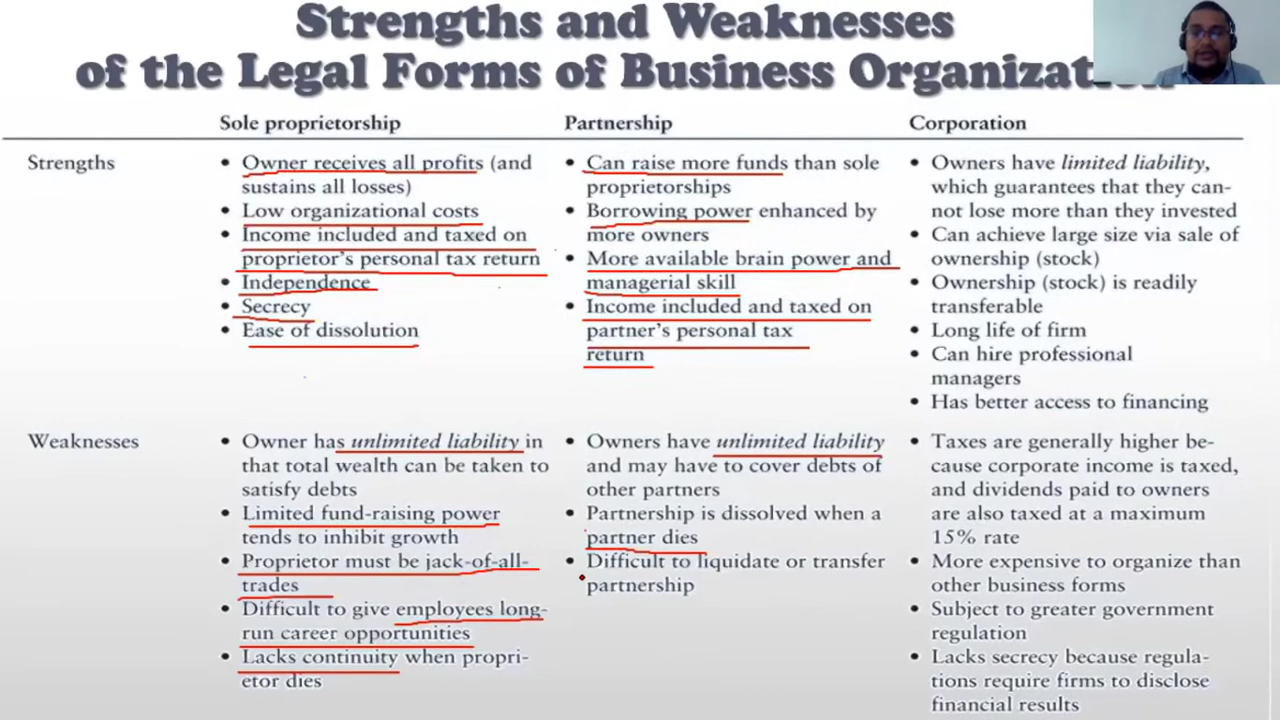 Strengths and Weaknesses
of the Legal Forms of Business Organizat
Sole proprietorship
Partnership
Corporation
Strengths
• Owner receives all profits (and
sustains all losses)
• Low organizational costs
• Income included and taxed on
proprietor's personal tax return
• Independence
• Secrecy
• Ease of dissolution
• Can raise more funds than sole
proprietorships
• Borrowing power enhanced by
more owners
• More available brain power and
managerial skill
• Income included and taxed on
partner's personal tax
return
• Owners have limited liability,
which guarantees that they can-
not lose more than they invested
• Can achieve large size via sale of
ownership (stock)
• Ownership (stock) is readily
transferable
• Long life of firm
• Can hire professional
managers
• Has better access to financing
Weaknesses
• Owner has unlimited liability in
that total wealth can be taken to
satisfy debts
• Limited fund-raising power
tends to inhibit growth
• Proprietor must be jack-of-all-
trades
• Difficult to give employees long-
run career opportunities
• Lacks continuity when propri-
etor dies
• Owners have unlimited liability
and may have to cover debts of
other partners
• Partnership is dissolved when a
partner dies
• Difficult to liquidate or transfer
partnership
• Taxes are generally higher be-
cause corporate income is taxed,
and dividends paid to owners
are also taxed at a maximum
15% rate
• More expensive to organize than
other business forms
• Subject to greater government
regulation
• Lacks secrecy because regula-
tions require firms to disclose
financial results